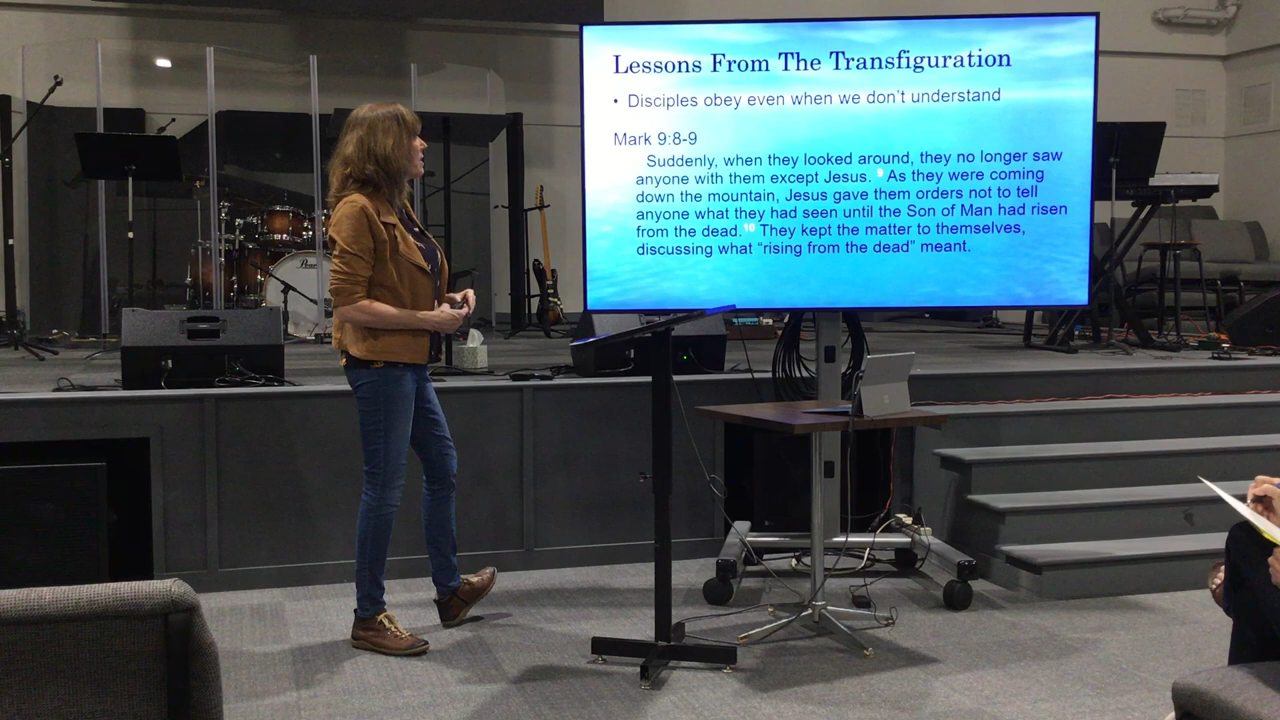 Lessons From The Transfiguration
• Disciples obey even when we don't understand
Mark 9:8-9
Suddenly, when they looked around, they no longer saw
anyone with them except Jesus. 9 As they were coming
down the mountain, Jesus gave them orders not to tell
anyone what they had seen until the Son of Man had risen
from the dead.10 They kept the matter to themselves,
discussing what “rising from the dead” meant.
Pearl